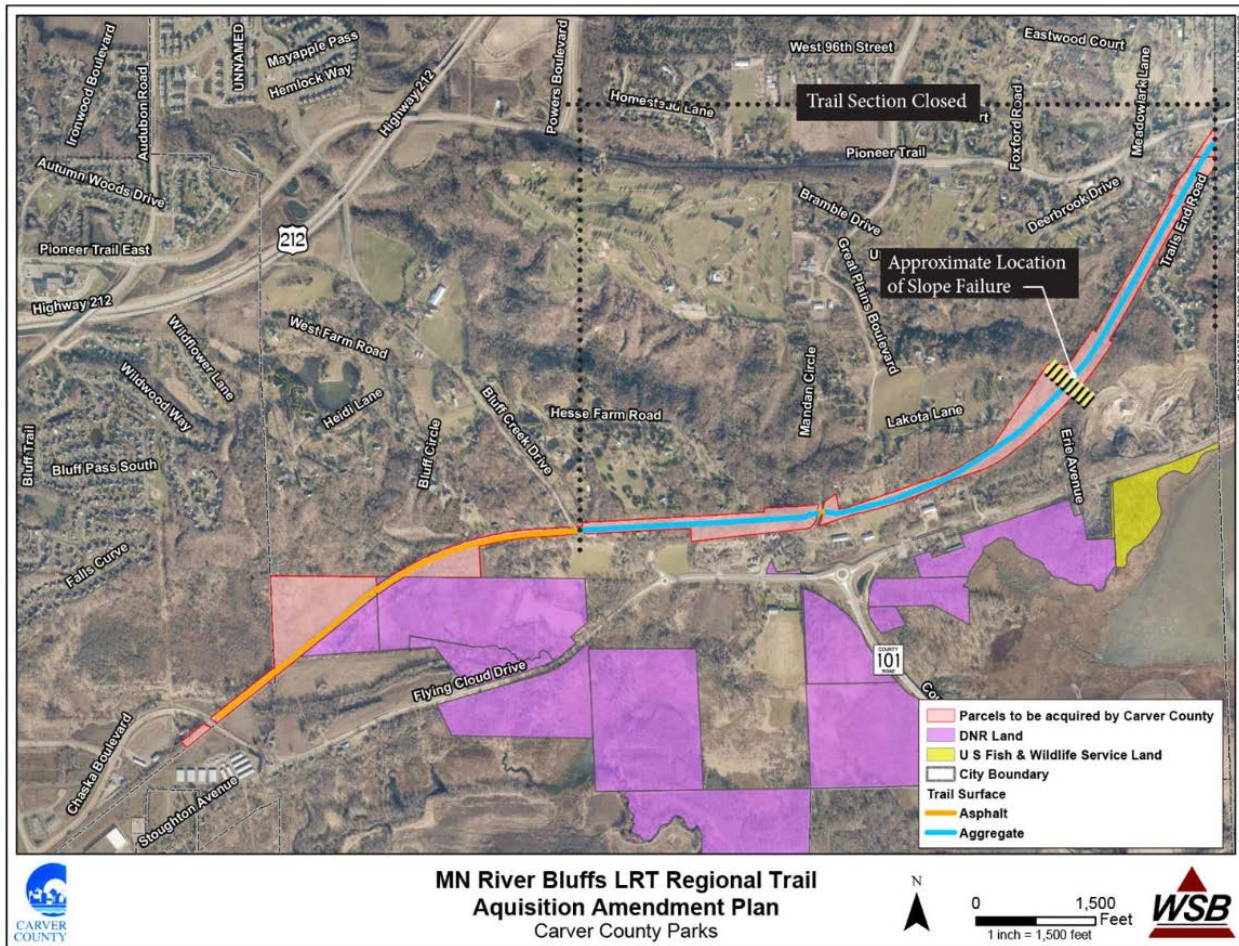 Ironwood Boulevard
Audubon Road
UNNAMED
Mayapple Pass
Hemlock Way
Highway 212
Powers Boulevard
West 96th Street
Eastwood Court
Meadowlark Lane
Homestead Lane
Trail Section Closed
rt
Foxford Road
Pioneer Trail
Autumn Woods Drive
Bramble Drive
Deerbrook Drive
Trails End Road
Pioneer Trail East
212
Great Plains Boulevard
U
Approximate Location
of Slope Failure
Highway 212
Wildflower Lane
West Farm Road
Wildwood Way
Heidi Lane
Bluff Creek Drive
Hesse Farm Road
Mandan Circle
Lakota Lane
Bluff Trail
Bluff Pass South
Bluff Circle
Erie Avenue
Falls Curve
Flying Cloud Drive
COUNTY
101
ROAD
Cou
Chaska Boulevard
Stoughton Avenue
Parcels to be acquired by Carver County
DNR Land
U S Fish & Wildlife Service Land
City Boundary
Trail Surface
Asphalt
Aggregate
CARVER
COUNTY
MN River Bluffs LRT Regional Trail
Aquisition Amendment Plan
Carver County Parks
N
0 1,500
Feet
1 inch = 1,500 feet
WSB